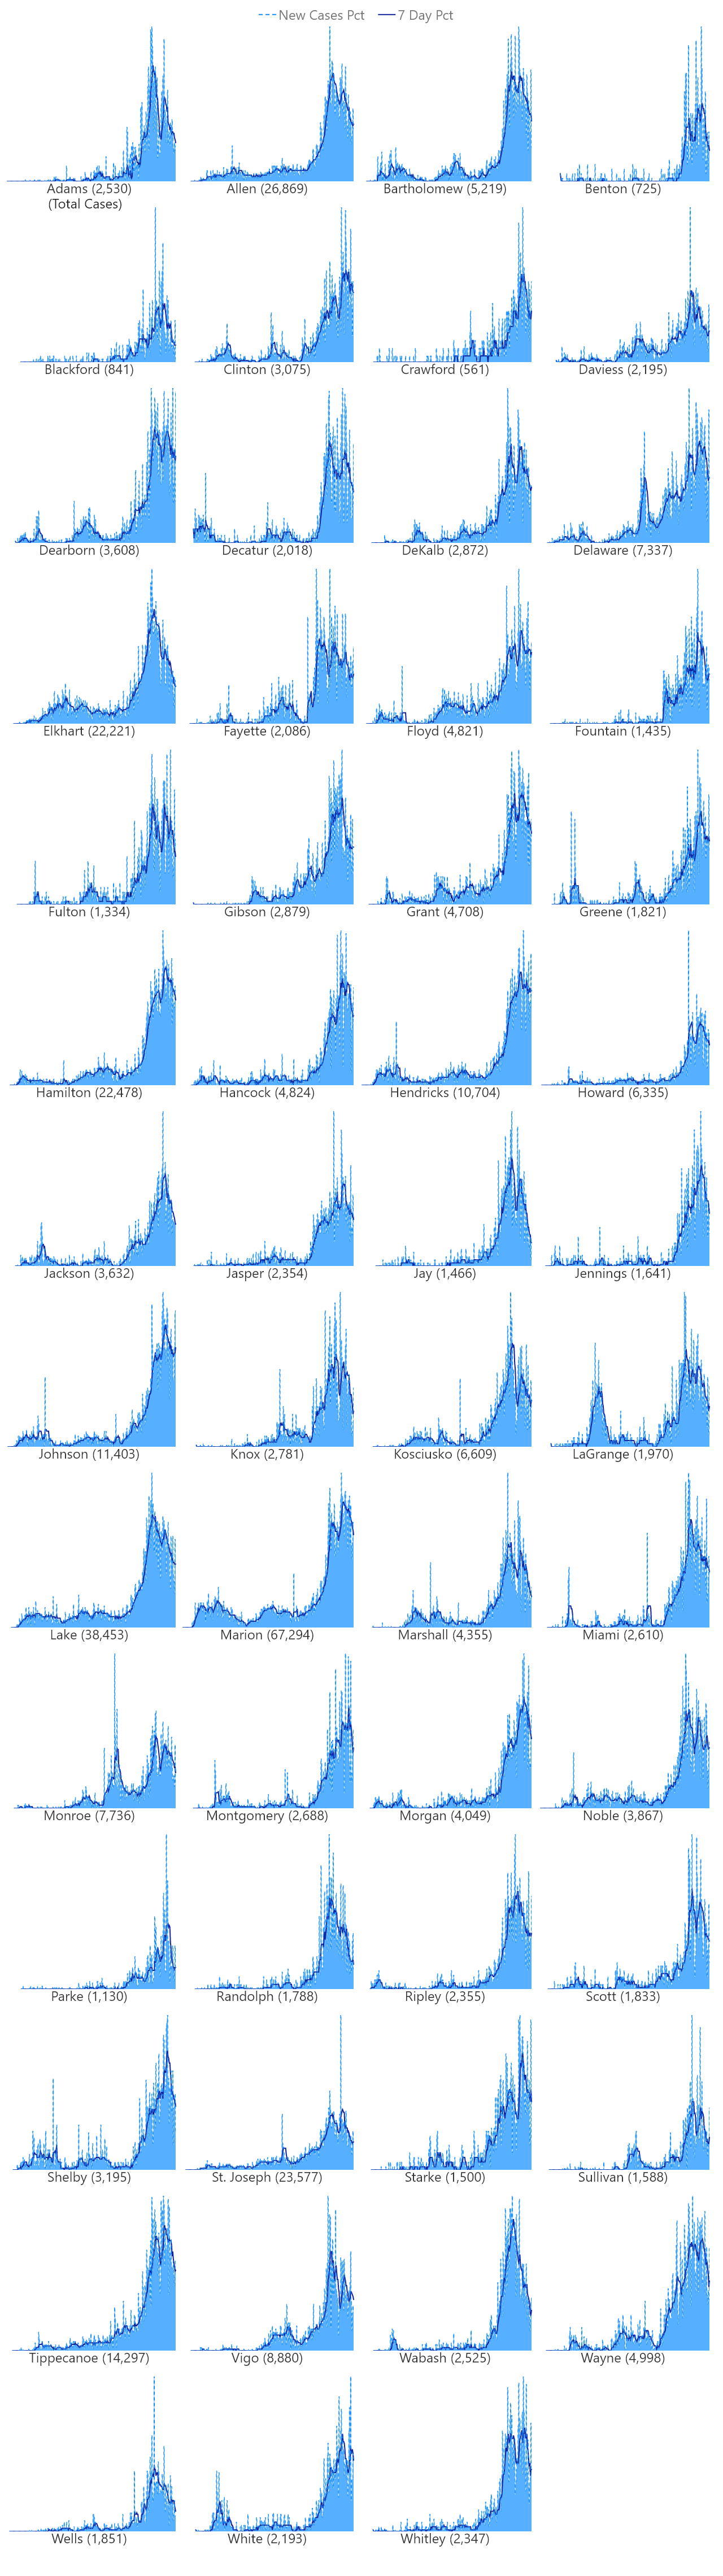 New Cases Pct 7 Day Pct
Adams (2,530) Allen (26,869) Bartholomew (5,219) Benton (725)
(Total Cases)
Blackford (841) Clinton (3,075) Crawford (561) Daviess (2,195)
Dearborn (3,608) Decatur (2,018) DeKalb (2,872) Delaware (7,337)
Elkhart (22,221) Fayette (2,086) Floyd (4,821) Fountain (1,435)
Fulton (1,334) Gibson (2,879) Grant (4,708) Greene (1,821)
Hamilton (22,478) Hancock (4,824) Hendricks (10,704) Howard (6,335)
Jackson (3,632) Jasper (2,354) Jay (1,466) Jennings (1,641)
Johnson (11,403) Knox (2,781) Kosciusko (6,609) LaGrange (1,970)
Lake (38,453) Marion (67,294) Marshall (4,355) Miami (2,610)
Monroe (7,736) Montgomery (2,688) Morgan (4,049) Noble (3,867)
Parke (1,130) Randolph (1,788) Ripley (2,355) Scott (1,833)
Shelby (3,195) St. Joseph (23,577) Starke (1,500) Sullivan (1,588)
Tippecanoe (14,297) Vigo (8,880) Wabash (2,525) Wayne (4,998)
Wells (1,851) White (2,193) Whitley (2,347)